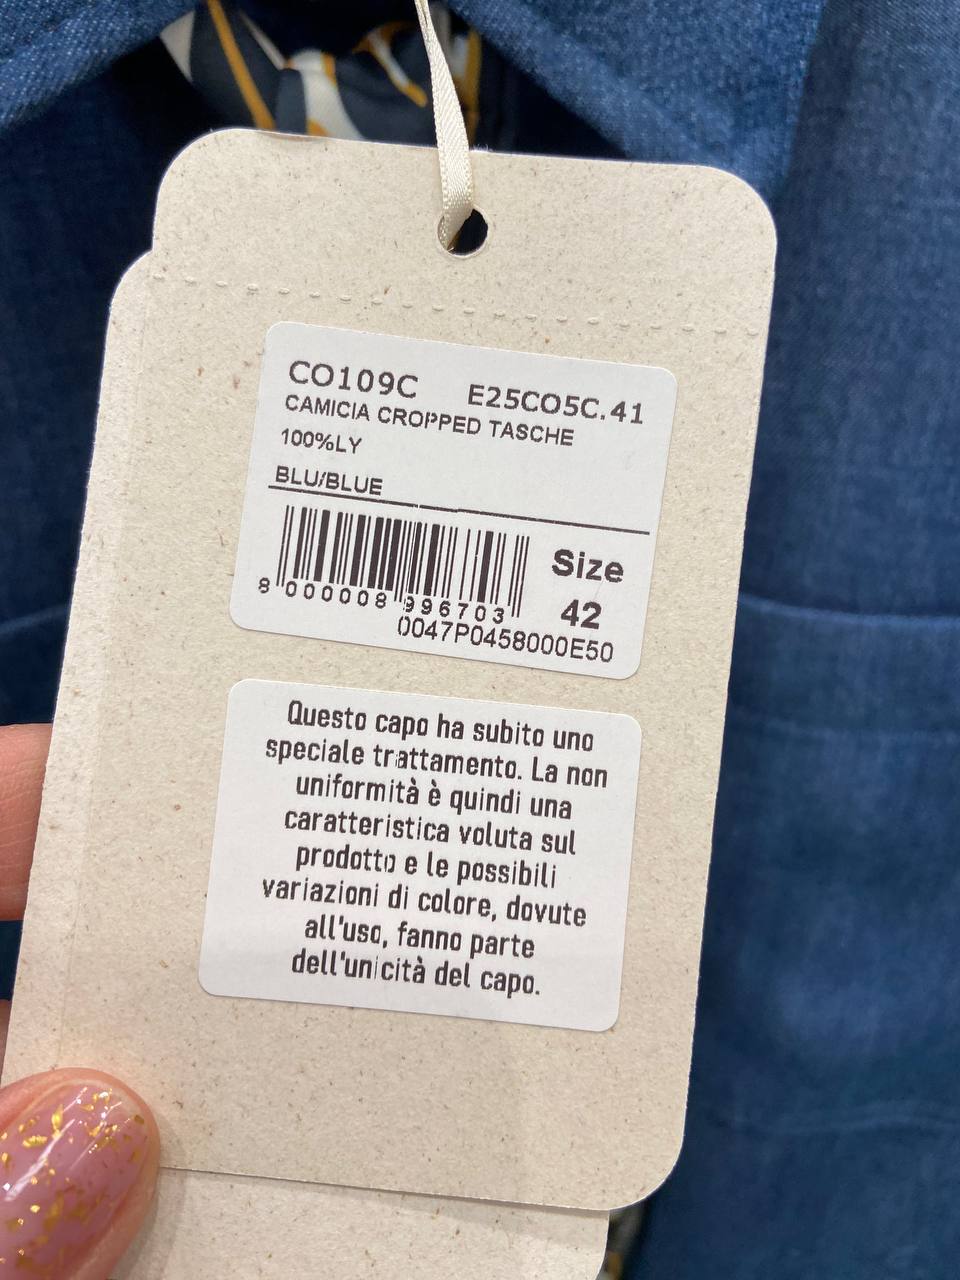 CO109C E25CO5C.41
CAMICIA CROPPED TASCHE
100%LY
BLU/BLUE
Size
42
8 000008 996703
0047P0458000E50
Questo capo ha subito uno
speciale trattamento. La non
uniformità è quindi una
caratteristica voluta sul
prodotto e le possibili
variazioni di colore, dovute
all'uso, fanno parte
dell'unicità del capo.